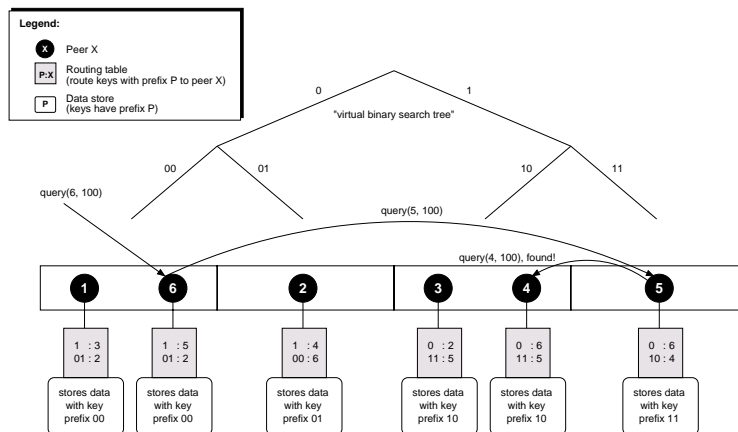 Legend:
X Peer X
P:X Routing table
(route keys with prefix P to peer X)
P Data store
(keys have prefix P)
0 1
"virtual binary search tree"
00 01 10 11
query(6, 100)
query(5, 100)
query(4, 100), found!
1 6 2 3 4 5
1 : 3
01 : 2
1 : 5
01 : 2
1 : 4
00 : 6
0 : 2
11 : 5
0 : 6
11 : 5
0 : 6
10 : 4
stores data
with key
prefix 00
stores data
with key
prefix 00
stores data
with key
prefix 01
stores data
with key
prefix 10
stores data
with key
prefix 10
stores data
with key
prefix 11